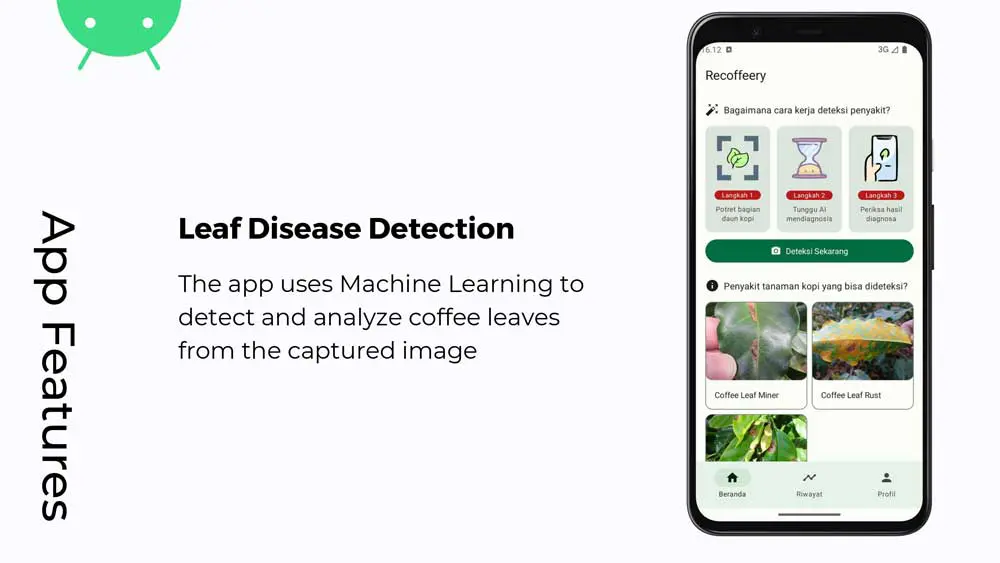 App Features
Leaf Disease Detection
The app uses Machine Learning to
detect and analyze coffee leaves
from the captured image
16.12
3G
Recoffeery
Bagaimana cara kerja deteksi penyakit?
Langkah 1
Potret bagian
daun kopi
Langkah 2
Tunggu AI
mendiagnosis
Langkah 3
Periksa hasil
diagnosa
Deteksi Sekarang
Penyakit tanaman kopi yang bisa dideteksi?
Coffee Leaf Miner
Coffee Leaf Rust
Beranda
Riwayat
Profil